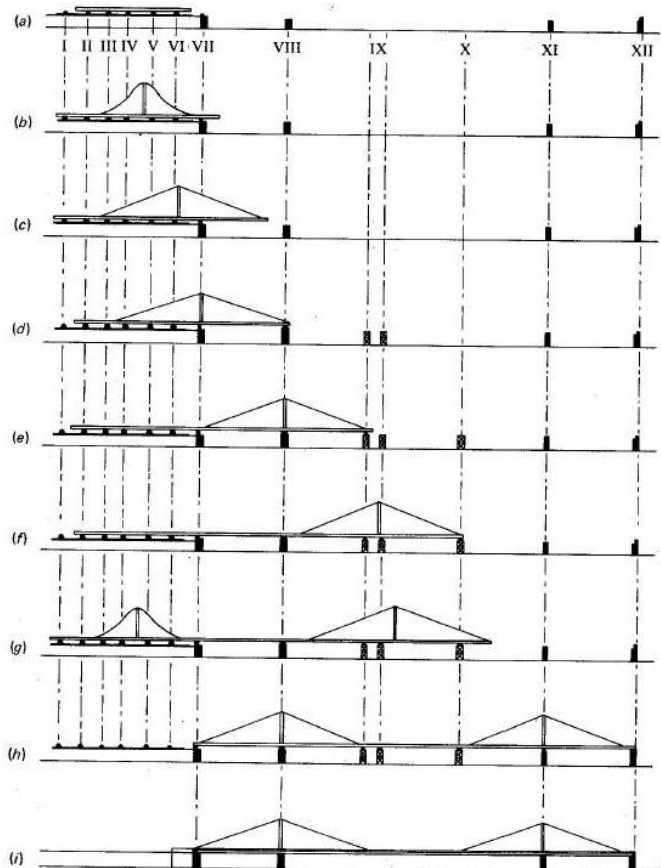 (a)
I II III IV V VI VII VIII IX X XI XII
(b)
(c)
(d)
(e)
(f)
(g)
(h)
(i)